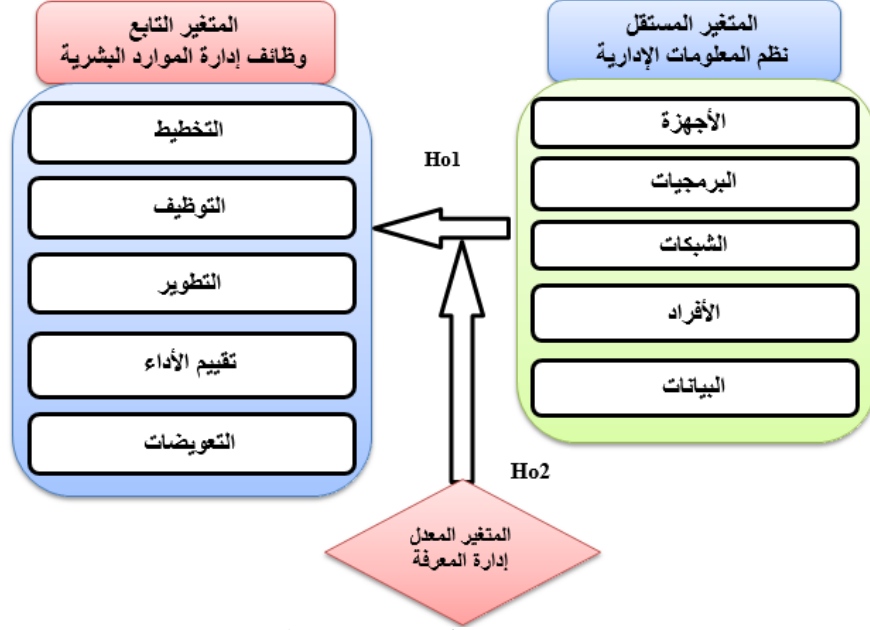 المتغير المستقل
نظم المعلومات الإدارية
الأجهزة
البرمجيات
الشبكات
الأفراد
البيانات
Ho1
المتغير التابع
وظائف إدارة الموارد البشرية
التخطيط
التوظيف
التطوير
تقييم الأداء
التعويضات
Ho2
المتغير المعدل
إدارة المعرفة